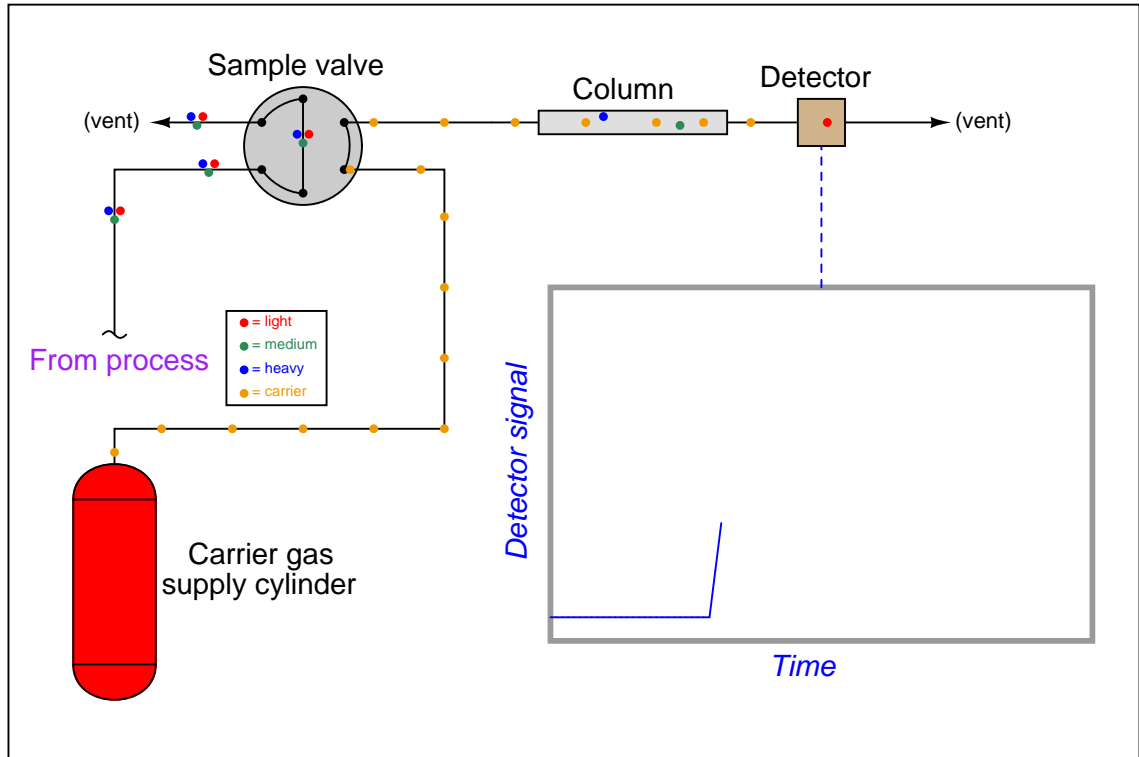 Sample valve
Column
Detector
(vent)
(vent)
= light
= medium
= heavy
= carrier
From process
Detector signal
Carrier gas
supply cylinder
Time